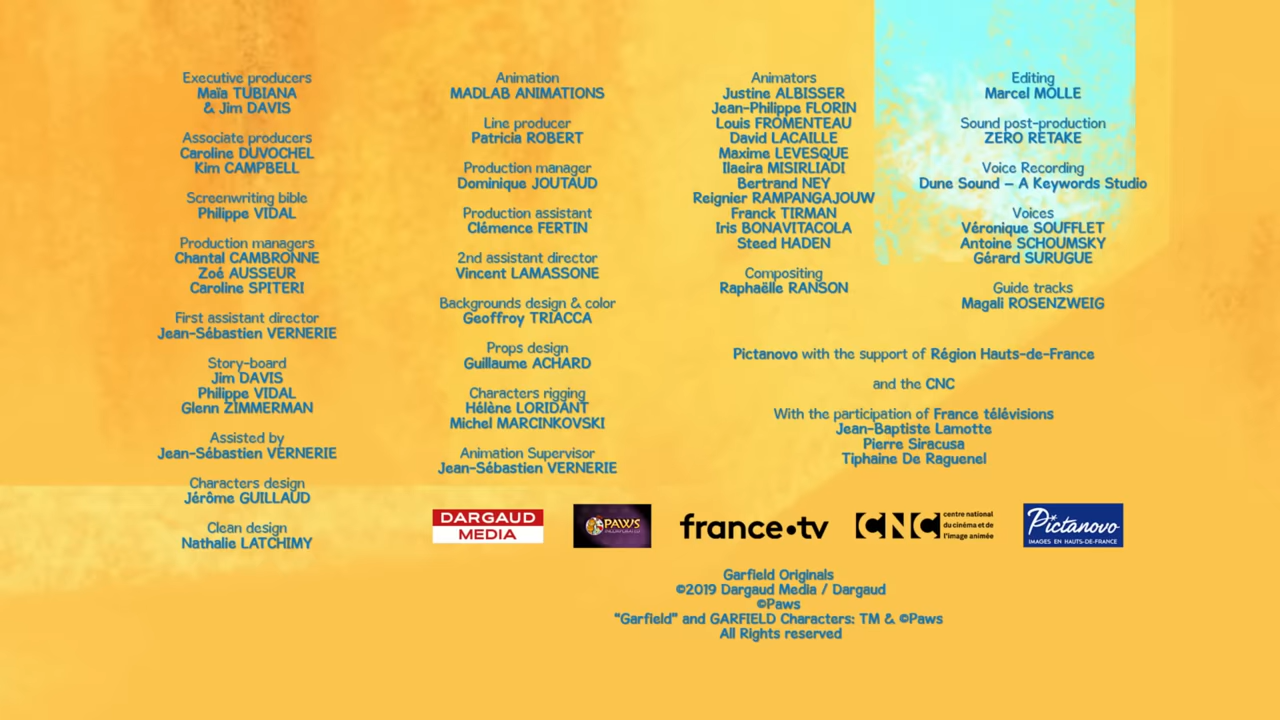 Executive producers
Maïa TUBIANA
& Jim DAVIS
Associate producers
Caroline DUVOCHEL
Kim CAMPBELL
Screenwriting bible
Philippe VIDAL
Production managers
Chantal CAMBRONNE
Zoé AUSSEUR
Caroline SPITERI
First assistant director
Jean-Sébastien VERNERIE
Story-board
Jim DAVIS
Philippe VIDAL
Glenn ZIMMERMAN
Assisted by
Jean-Sébastien VERNERIE
Characters design
Jérôme GUILLAUD
Clean design
Nathalie LATCHIMY
Animation
MADLAB ANIMATIONS
Line producer
Patricia ROBERT
Production manager
Dominique JOUTAUD
Production assistant
Clémence FERTIN
2nd assistant director
Vincent LAMASSONE
Backgrounds design & color
Geoffroy TRIACCA
Props design
Guillaume ACHARD
Characters rigging
Hélène LORIDANT
Michel MARCINKOVSKI
Animation Supervisor
Jean-Sébastien VERNERIE
Animators
Justine ALBISSER
Jean-Philippe FLORIN
Louis FROMENTEAU
David LACAILLE
Maxime LEVESQUE
Ilaeira MISIRLIADI
Bertrand NEY
Reignier RAMPANGAJOUW
Franck TIRMAN
Iris BONAVITACOLA
Steed HADEN
Compositing
Raphaëlle RANSON
Editing
Marcel MOLLE
Sound post-production
ZERO RETAKE
Voice Recording
Dune Sound – A Keywords Studio
Voices
Véronique SOUFFLET
Antoine SCHOUMSKY
Gérard SURUGUE
Guide tracks
Magali ROSENZWEIG
Pictanovo with the support of Région Hauts-de-France
and the CNC
With the participation of France télévisions
Jean-Baptiste Lamotte
Pierre Siracusa
Tiphaine De Raguenel
DARGAUD
MEDIA
PAWS
france•tv
CNC
centre national
du cinéma et de
l'image animée
Pictanovo
IMAGES EN HAUTS-DE-FRANCE
Garfield Originals
©2019 Dargaud Media / Dargaud
©Paws
"Garfield" and GARFIELD Characters: TM & ©Paws
All Rights reserved